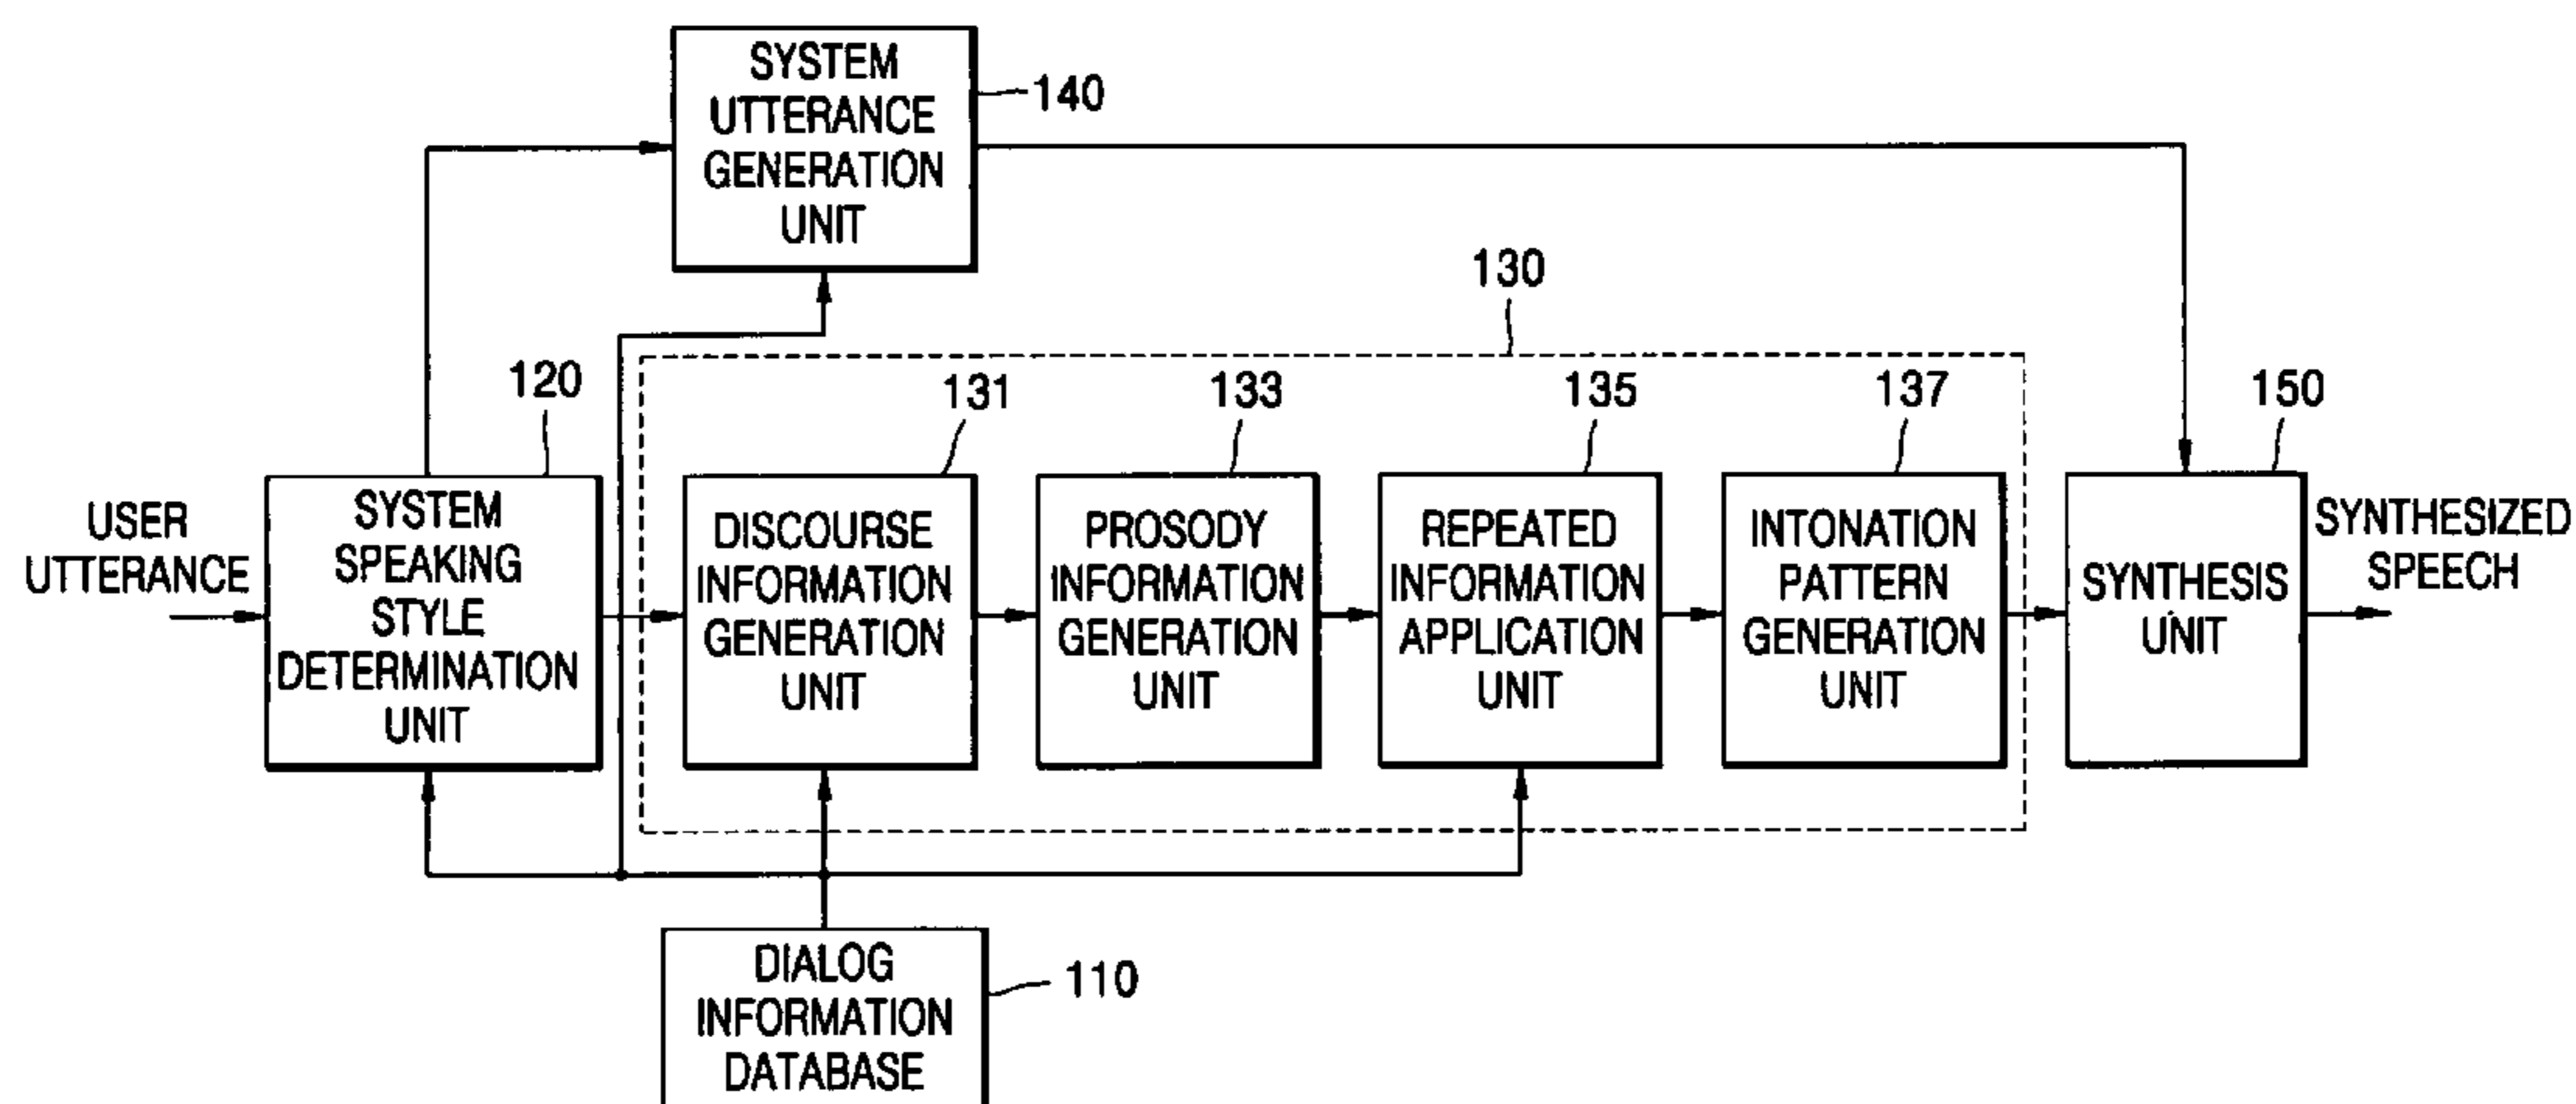 SYSTEM
UTTERANCE
GENERATION
UNIT
140
130
120
131
133
135
137
150
USER
UTTERANCE
SYSTEM
SPEAKING
STYLE
DETERMINATION
UNIT
DISCOURSE
INFORMATION
GENERATION
UNIT
PROSODY
INFORMATION
GENERATION
UNIT
REPEATED
INFORMATION
APPLICATION
UNIT
INTONATION
PATTERN
GENERATION
UNIT
SYNTHESIS
UNIT
SYNTHESIZED
SPEECH
DIALOG
INFORMATION
DATABASE
110